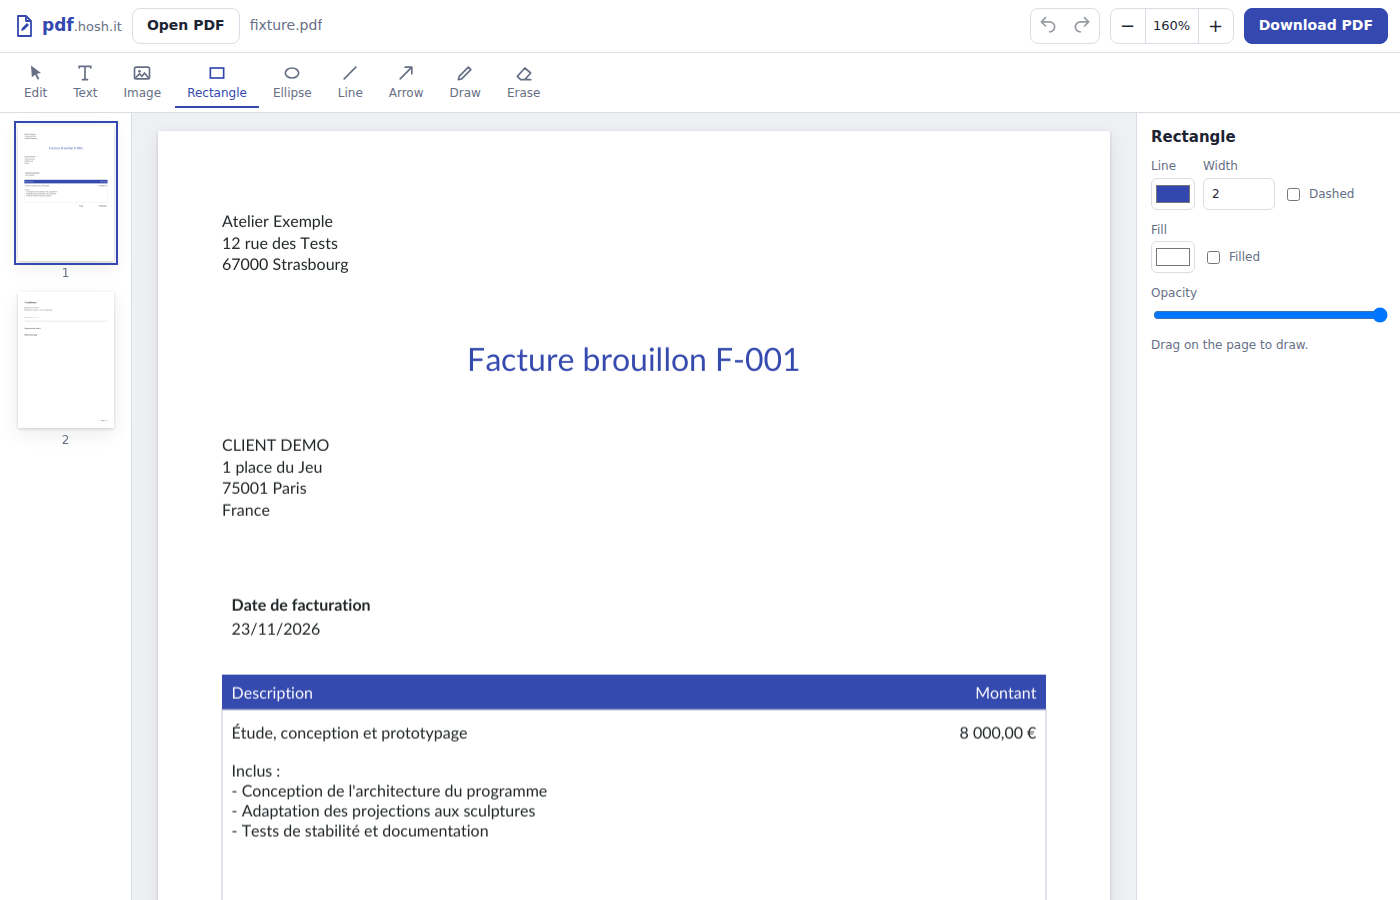 pdf.hosh.it
Open PDF
fixture.pdf
160%
Download PDF
Edit
Text
Image
Rectangle
Ellipse
Line
Arrow
Draw
Erase
1
2
Atelier Exemple
12 rue des Tests
67000 Strasbourg
Facture brouillon F-001
CLIENT DEMO
1 place du Jeu
75001 Paris
France
Date de facturation
23/11/2026
Description Montant
Étude, conception et prototypage 8 000,00 €
Inclus :
- Conception de l'architecture du programme
- Adaptation des projections aux sculptures
- Tests de stabilité et documentation
Rectangle
Line Width
2 Dashed
Fill
Filled
Opacity
Drag on the page to draw.